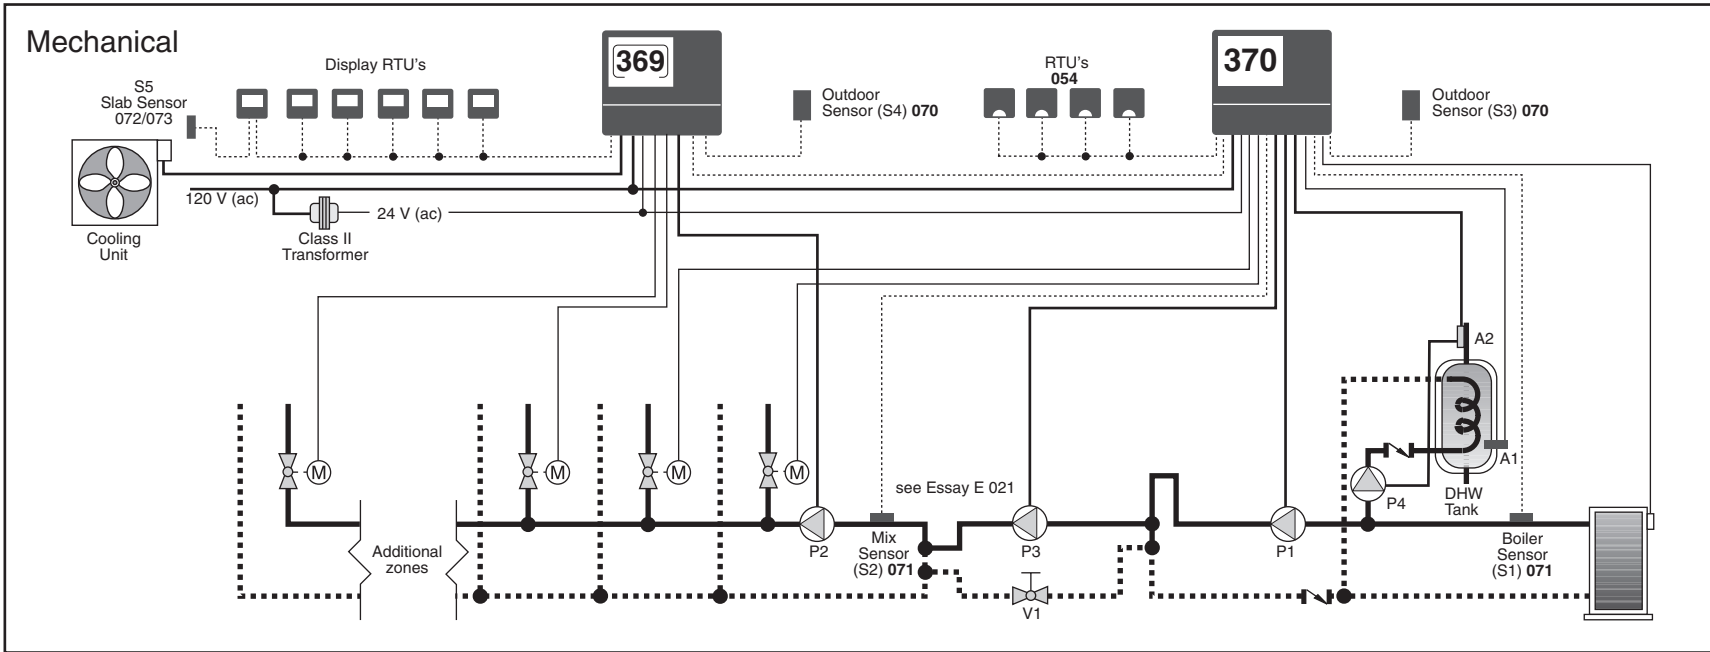 Mechanical
S5
Slab Sensor
072/073
Display RTU's
369
Outdoor
Sensor (S4) 070
RTU's
054
370
Outdoor
Sensor (S3) 070
120 V (ac)
24 V (ac)
Cooling
Unit
Class II
Transformer
A2
M
M
M
M
A1
see Essay E 021
P4
DHW
Tank
Additional
zones
P2
Mix
Sensor
(S2) 071
P3
P1
Boiler
Sensor
(S1) 071
V1